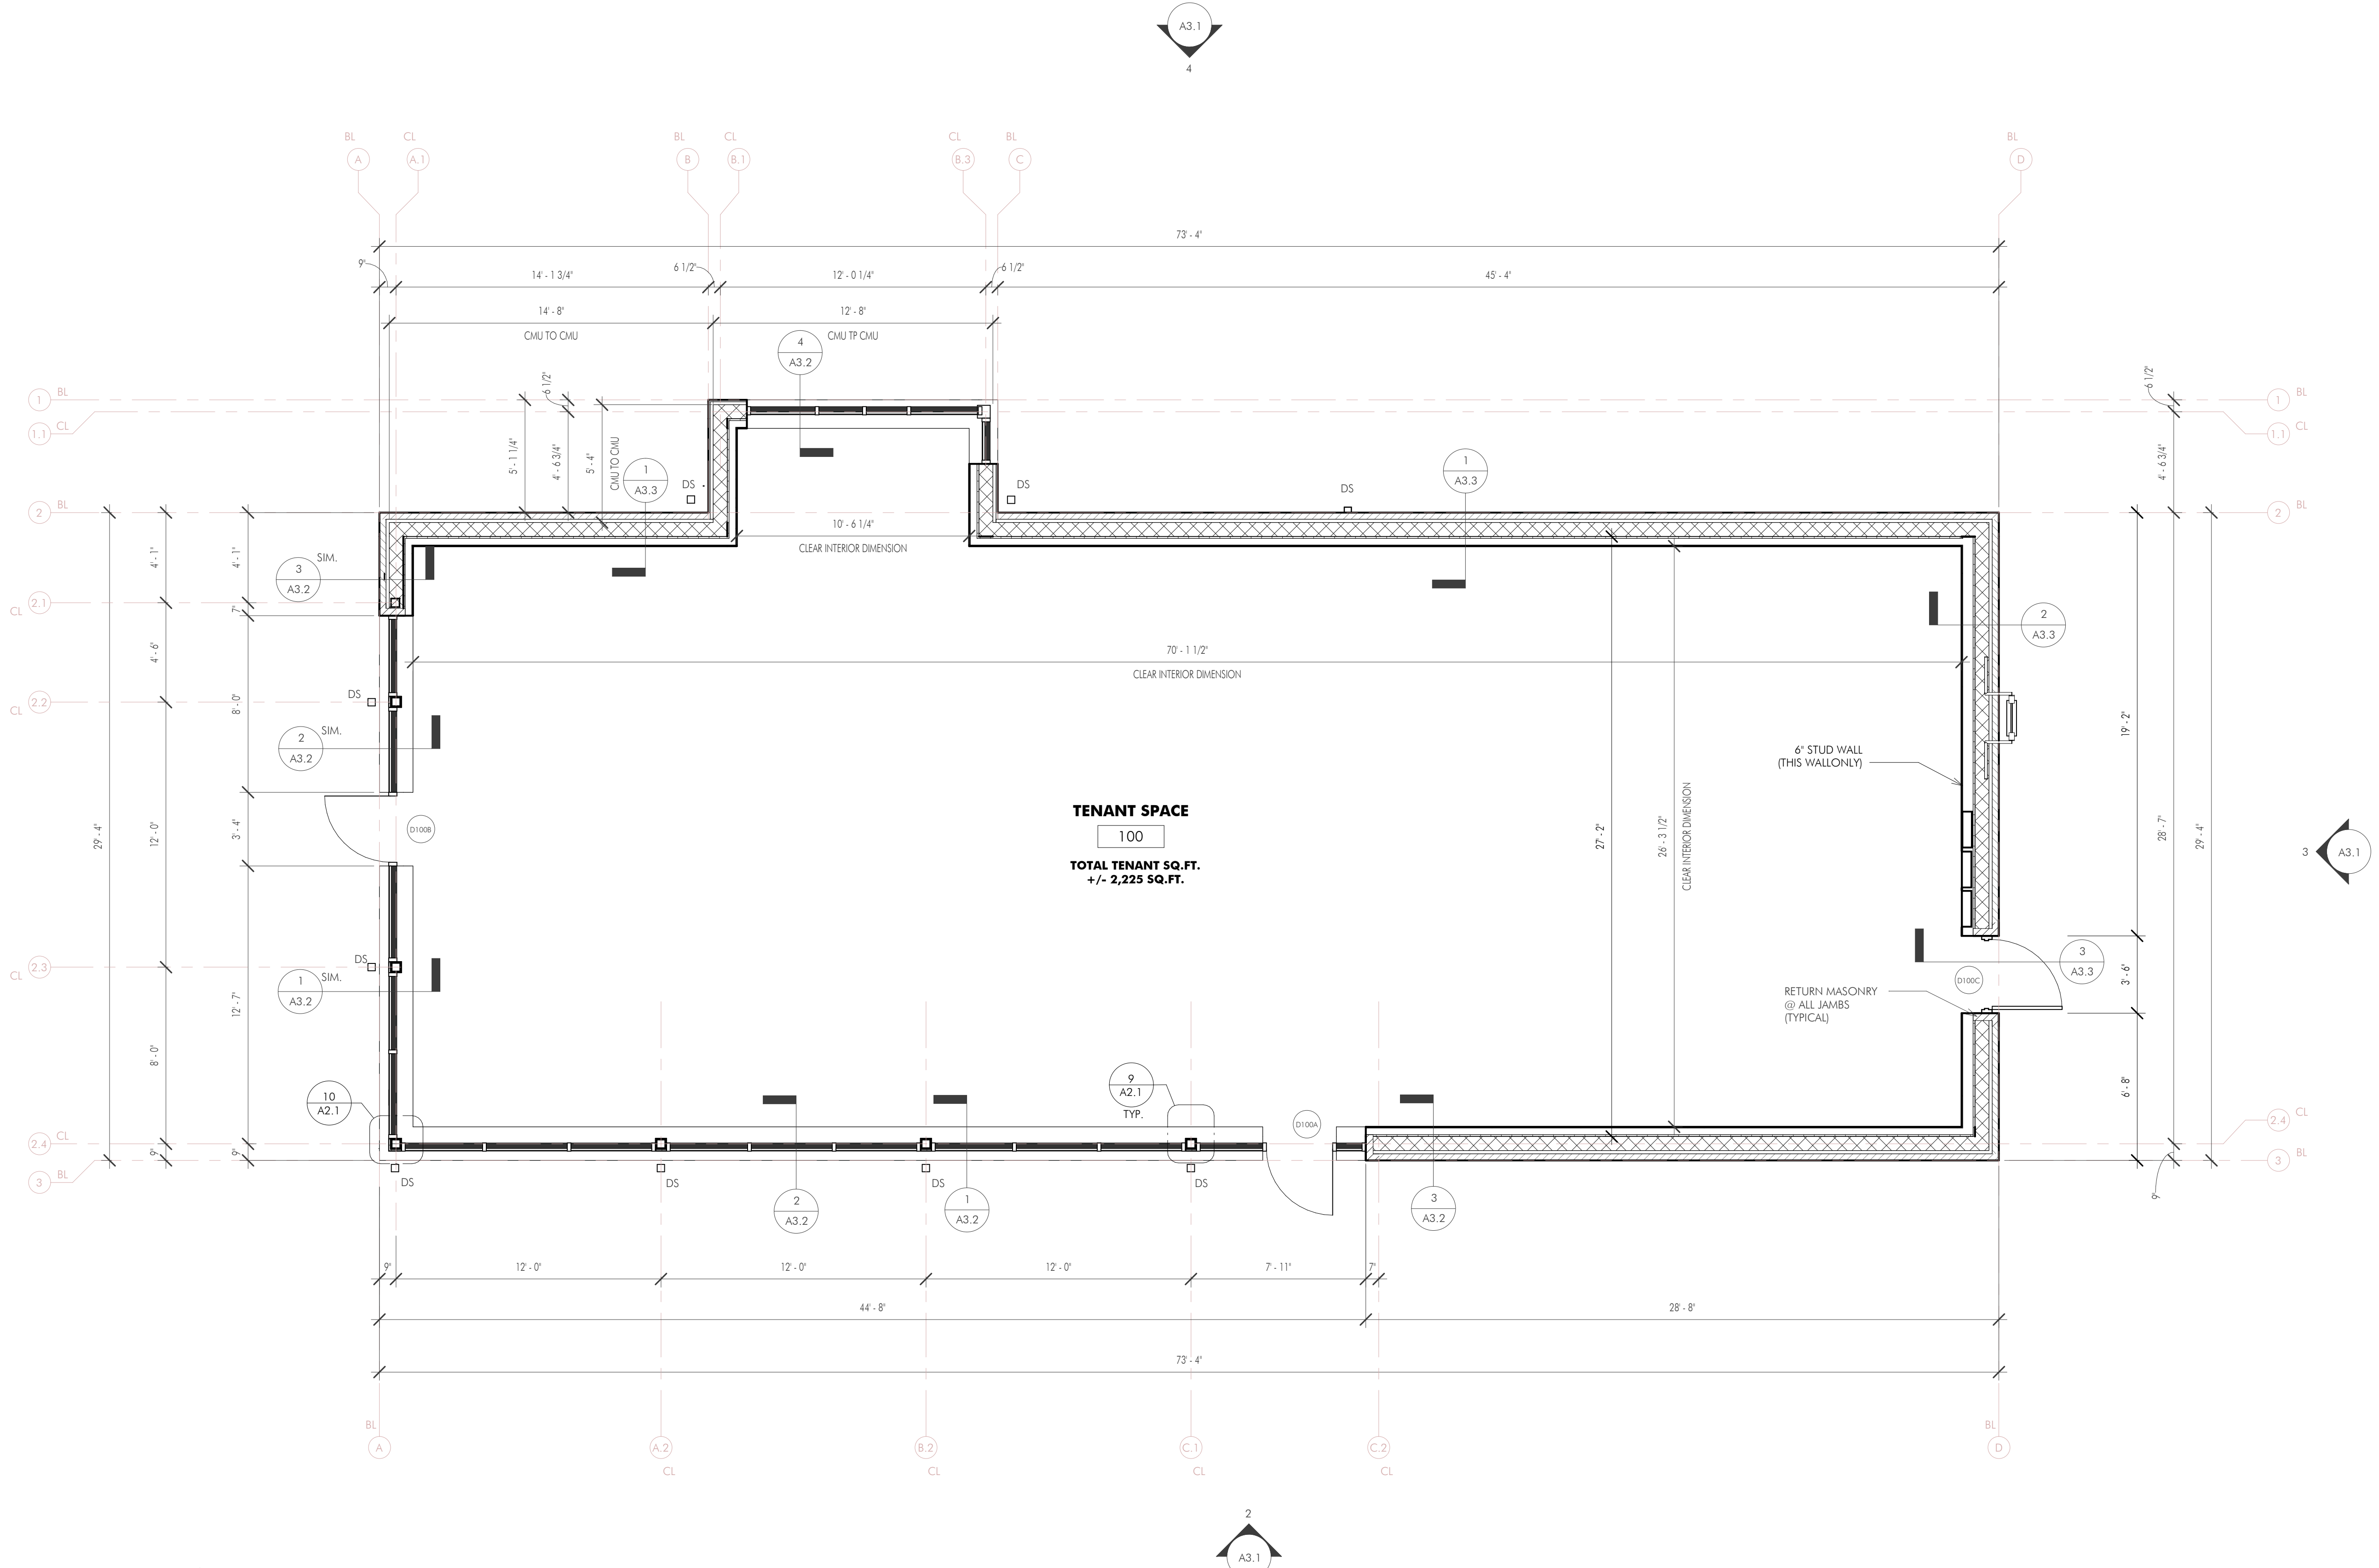 A3.1
4
BL CL BL CL CL BL BL
A A.1 B B.1 B.3 C D
73' - 4"
9" 14' - 1 3/4" 6 1/2" 12' - 0 1/4" 6 1/2" 45' - 4"
14' - 8" 12' - 8"
CMU TO CMU CMU TP CMU
4
A3.2
6 1/2"
6 1/2"
1 BL
1 BL
1.1 CL
1.1 CL
5' - 1 1/4"
4' - 6 3/4"
5' - 4"
CMU TO CMU
4' - 6 3/4"
1
A3.3
DS
DS
DS
1
A3.3
2 BL
2 BL
10' - 6 1/4"
CLEAR INTERIOR DIMENSION
4' - 1"
4' - 1"
SIM.
3
A3.2
CL 2.1
7"
2
A3.3
4' - 6"
70' - 1 1/2"
CLEAR INTERIOR DIMENSION
CL 2.2
8' - 0"
DS
SIM.
2
A3.2
19' - 2"
6" STUD WALL
(THIS WALLONLY)
29' - 4"
12' - 0"
3' - 4"
D100B
TENANT SPACE
100
TOTAL TENANT SQ.FT.
+/- 2,225 SQ.FT.
27' - 2"
26' - 3 1/2"
CLEAR INTERIOR DIMENSION
28' - 7"
29' - 4"
3
A3.1
CL 2.3
DS
SIM.
1
A3.2
12' - 7"
3
A3.3
3' - 6"
D100C
RETURN MASONRY
@ ALL JAMBS
(TYPICAL)
8' - 0"
10
A2.1
9
A2.1
TYP.
6' - 8"
D100A
2.4 CL
2.4 CL
9"
9"
3 BL
3 BL
9"
DS DS DS DS
2
A3.2
1
A3.2
3
A3.2
9" 12' - 0" 12' - 0" 12' - 0" 7' - 11" 7"
44' - 8" 28' - 8"
73' - 4"
BL BL
A A.2 B.2 C.1 C.2 D
CL CL CL CL
2
A3.1